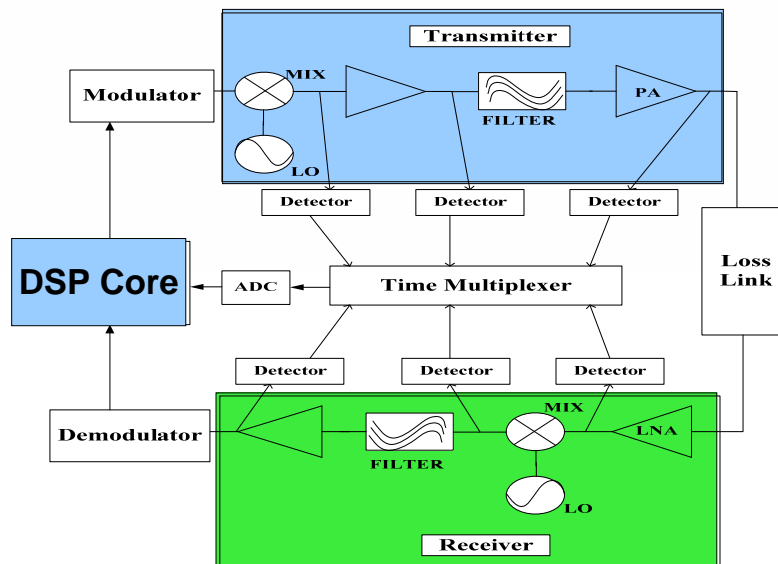 Transmitter
MIX
Modulator
PA
FILTER
LO
Detector
Detector
Detector
DSP Core
ADC
Time Multiplexer
Loss
Link
Detector
Detector
Detector
MIX
Demodulator
LNA
FILTER
LO
Receiver